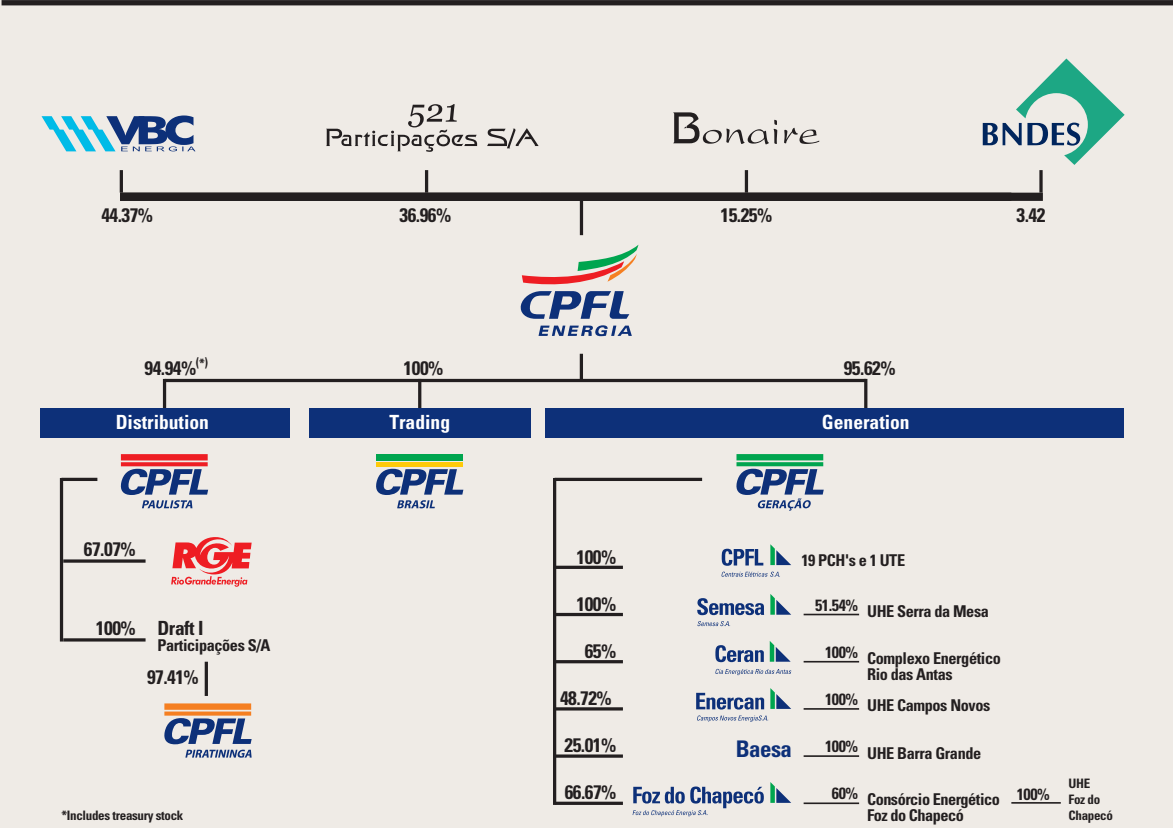 VBC
ENERGIA
521
Participações S/A
Bonaire
BNDES
44.37%
36.96%
15.25%
3.42
CPFL
ENERGIA
94.94%(*)
100%
95.62%
Distribution
Trading
Generation
CPFL
PAULISTA
CPFL
BRASIL
CPFL
GERAÇÃO
67.07%
RGE
Rio Grande Energia
100%
Draft I
Participações S/A
97.41%
CPFL
PIRATININGA
100%
CPFL
Centrais Elétricas S.A.
19 PCH's e 1 UTE
100%
Semesa
Semesa S.A.
51.54%
UHE Serra da Mesa
65%
Ceran
Cia Energética Rio das Antas
100%
Complexo Energético
Rio das Antas
48.72%
Enercan
Campos Novos EnergiaS.A.
100%
UHE Campos Novos
25.01%
Baesa
100%
UHE Barra Grande
66.67%
Foz do Chapecó
Foz do Chapecó Energia S.A.
60%
Consórcio Energético
Foz do Chapecó
100%
UHE
Foz do
Chapecó
*Includes treasury stock